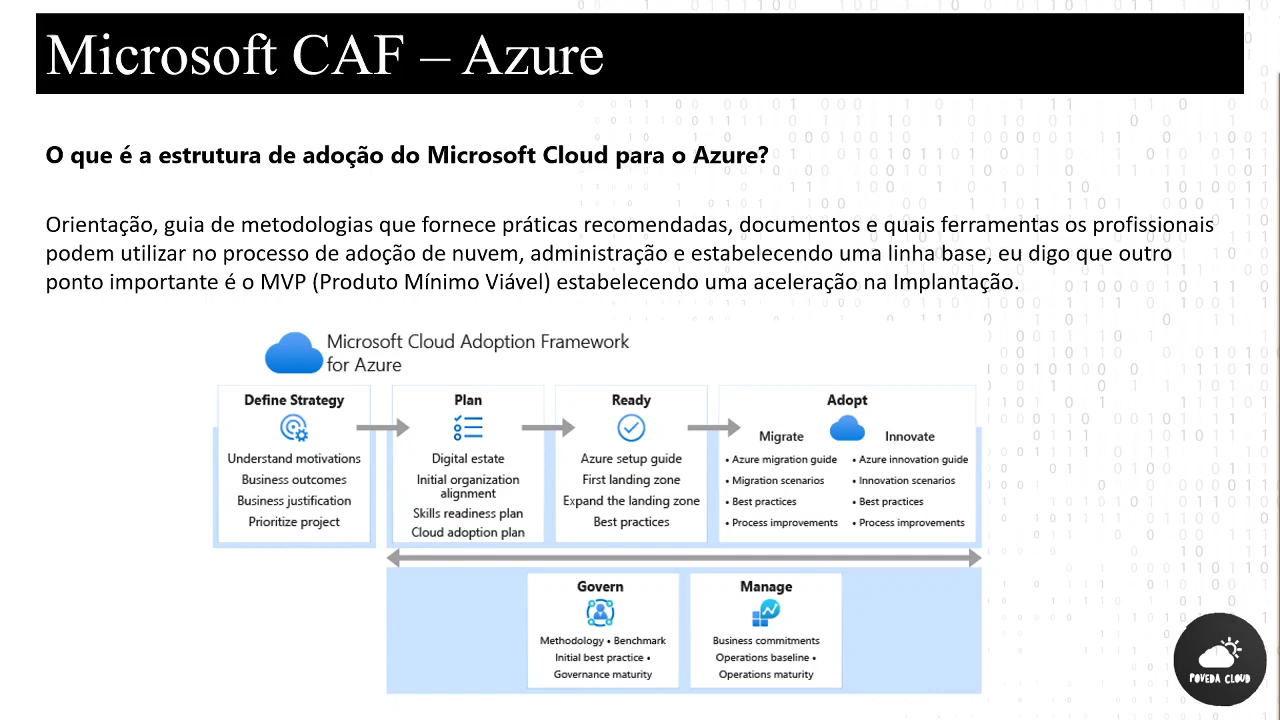 Microsoft CAF – Azure
O que é a estrutura de adoção do Microsoft Cloud para o Azure?
Orientação, guia de metodologias que fornece práticas recomendadas, documentos e quais ferramentas os profissionais
podem utilizar no processo de adoção de nuvem, administração e estabelecendo uma linha base, eu digo que outro
ponto importante é o MVP (Produto Mínimo Viável) estabelecendo uma aceleração na Implantação.
Microsoft Cloud Adoption Framework
for Azure
Define Strategy
Understand motivations
Business outcomes
Business justification
Prioritize project
Plan
Digital estate
Initial organization
alignment
Skills readiness plan
Cloud adoption plan
Ready
Azure setup guide
First landing zone
Expand the landing zone
Best practices
Adopt
Migrate
• Azure migration guide
• Migration scenarios
• Best practices
• Process improvements
Innovate
• Azure innovation guide
• Innovation scenarios
• Best practices
• Process improvements
Govern
Methodology • Benchmark
Initial best practice •
Governance maturity
Manage
Business commitments
Operations baseline •
Operations maturity
POVEDA CLOUD